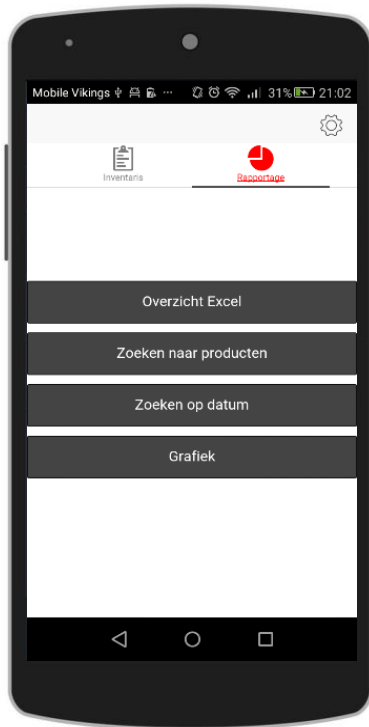 Mobile Vikings ... 31% 21:02
Inventaris
Rapportage
Overzicht Excel
Zoeken naar producten
Zoeken op datum
Grafiek